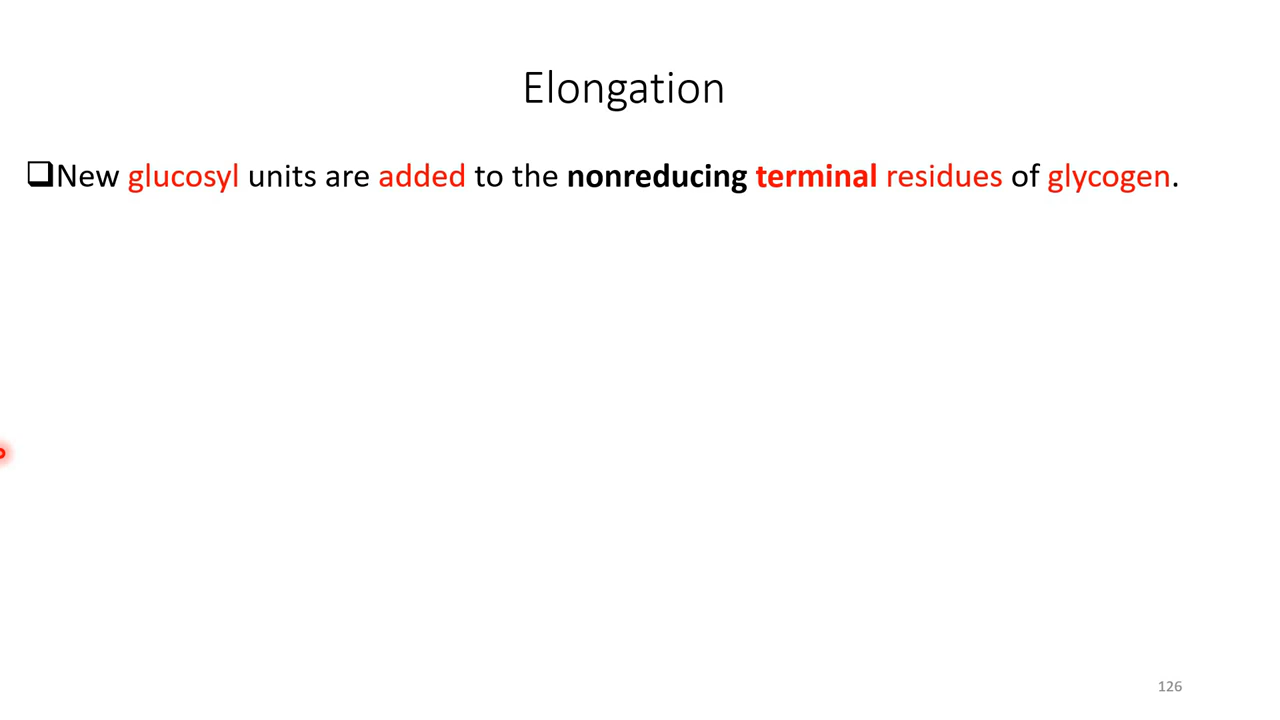 Elongation
❑New glucosyl units are added to the nonreducing terminal residues of glycogen.
126